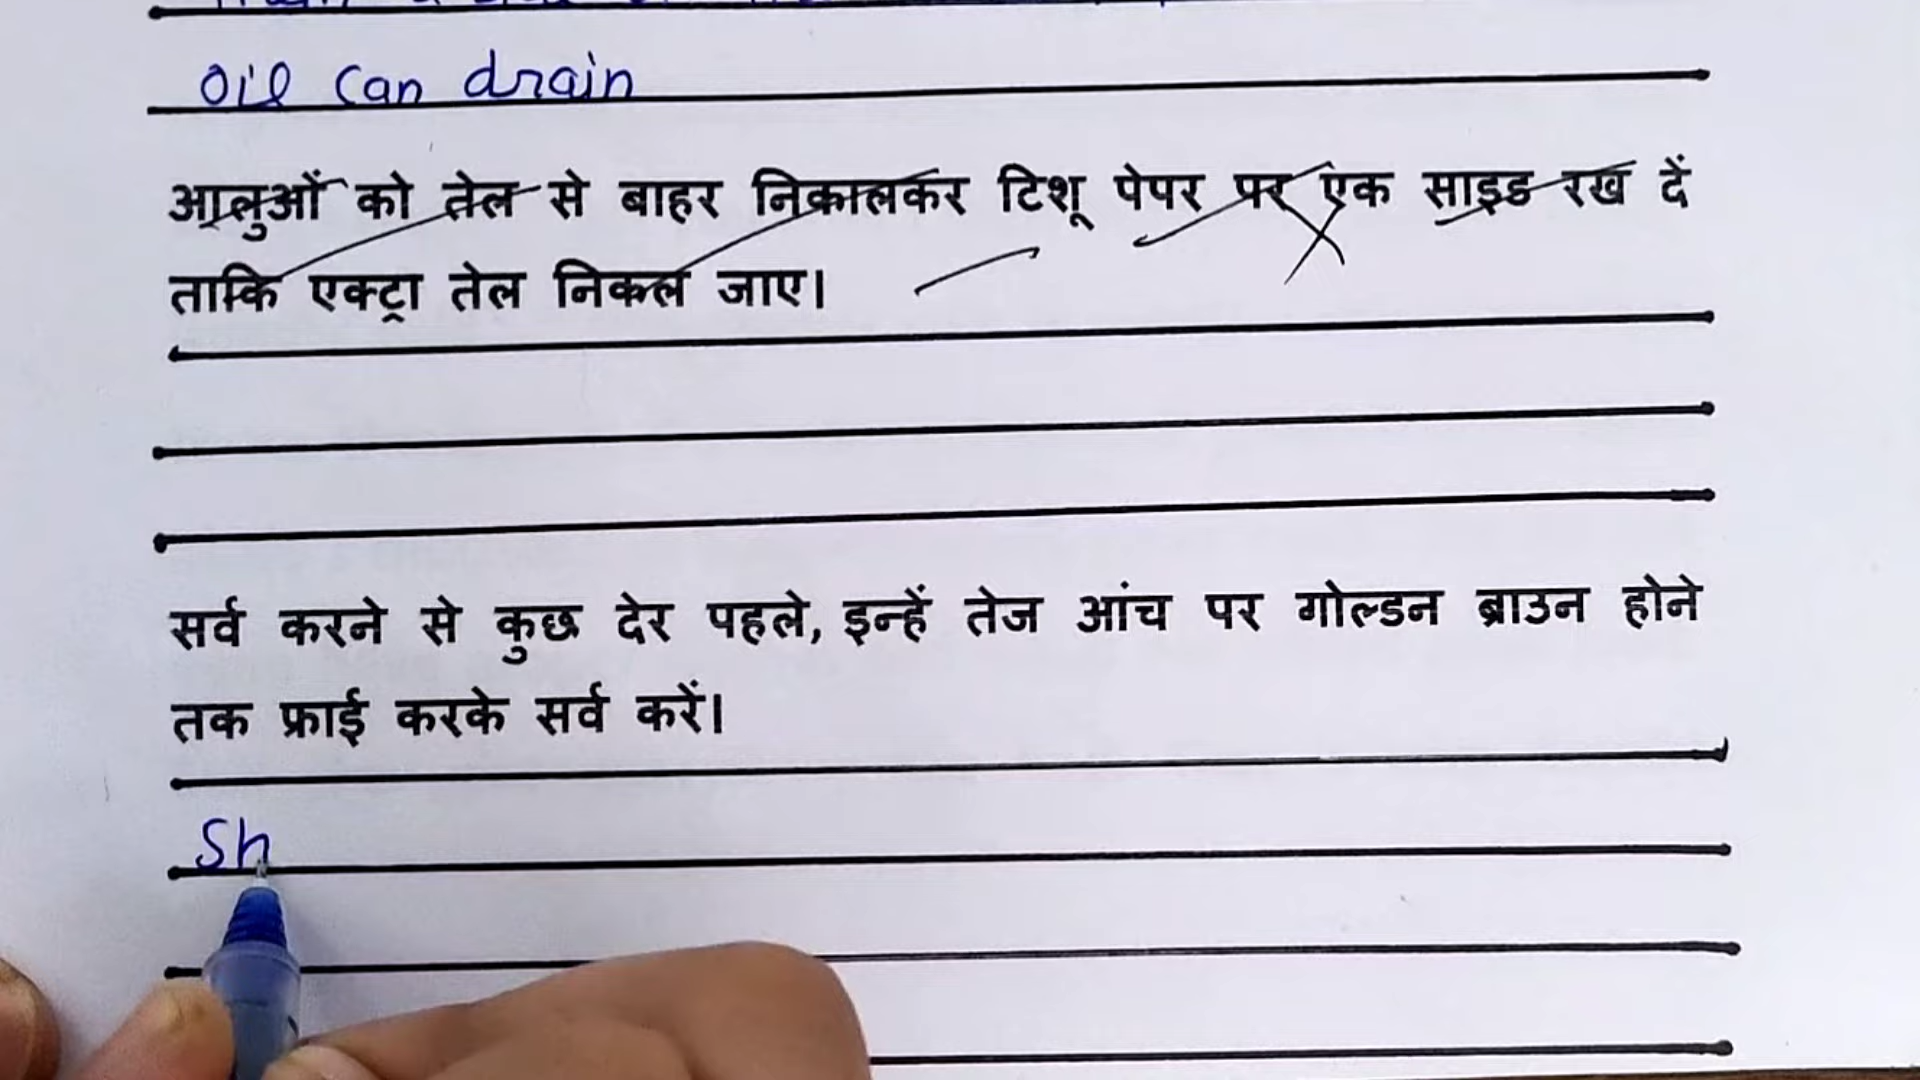 Oil can drain
आलुओं को तेल से बाहर निकालकर टिशू पेपर पर एक साइड रख दें
ताकि एक्ट्रा तेल निकल जाए।
सर्व करने से कुछ देर पहले, इन्हें तेज आंच पर गोल्डन ब्राउन होने
तक फ्राई करके सर्व करें।
Sh